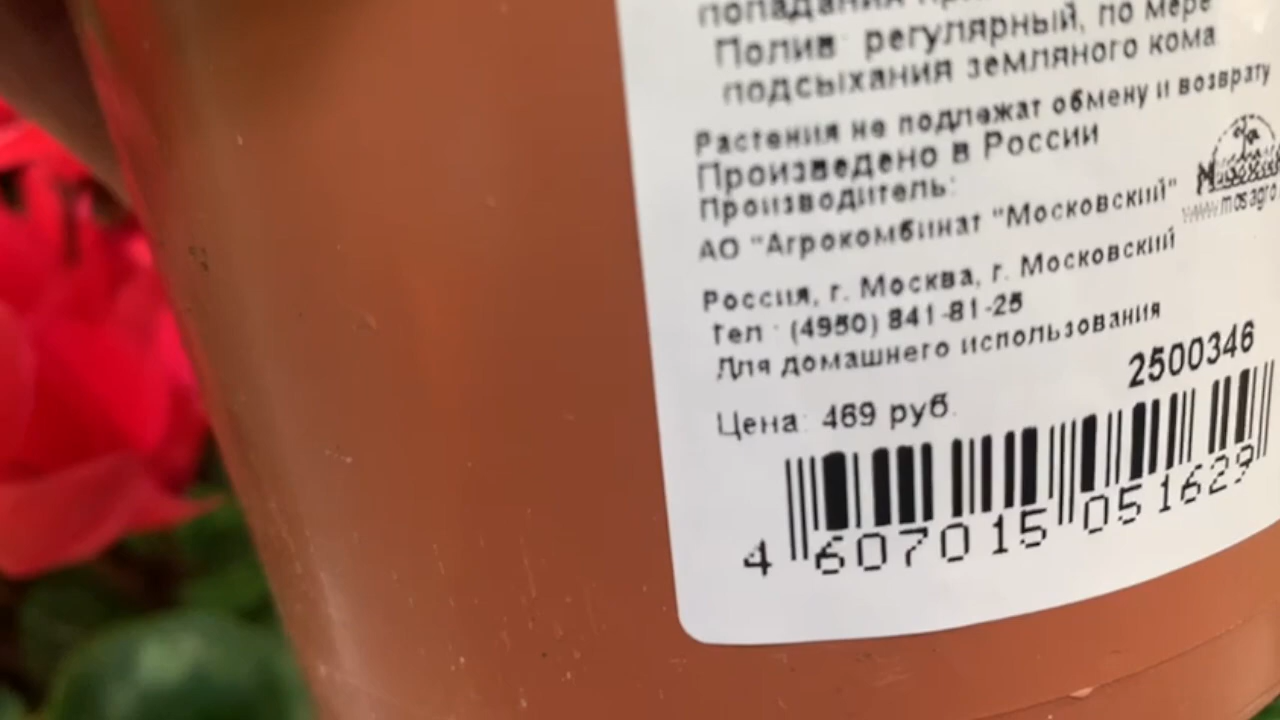 попадания
Полив регулярный, по мере
подсыхания земляного кома
Растения не подлежат обмену и возврату
Произведено в России
Производитель:
АО "Агрокомбинат "Московский"
www.mosagro.
Россия, г. Москва, г. Московский
Тел : (4950) 841-81-25
Для домашнего использования
2500346
Цена: 469 руб.
4 607015 051629